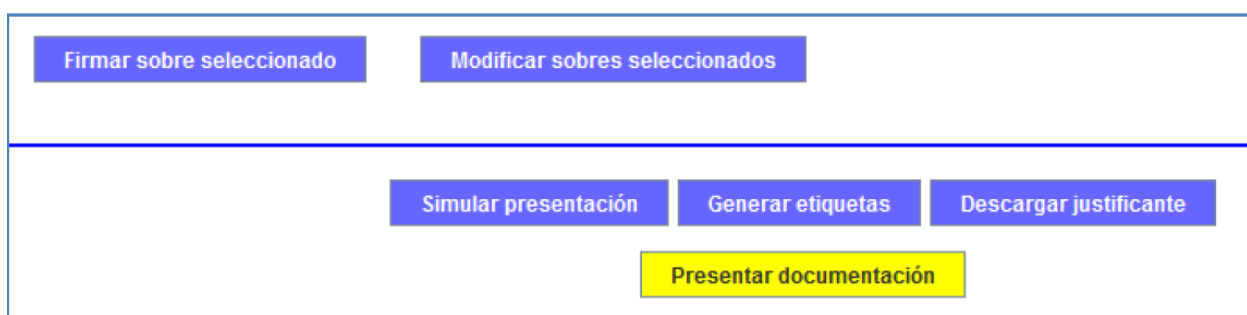 Firmar sobre seleccionado Modificar sobres seleccionados
Simular presentación Generar etiquetas Descargar justificante
Presentar documentación